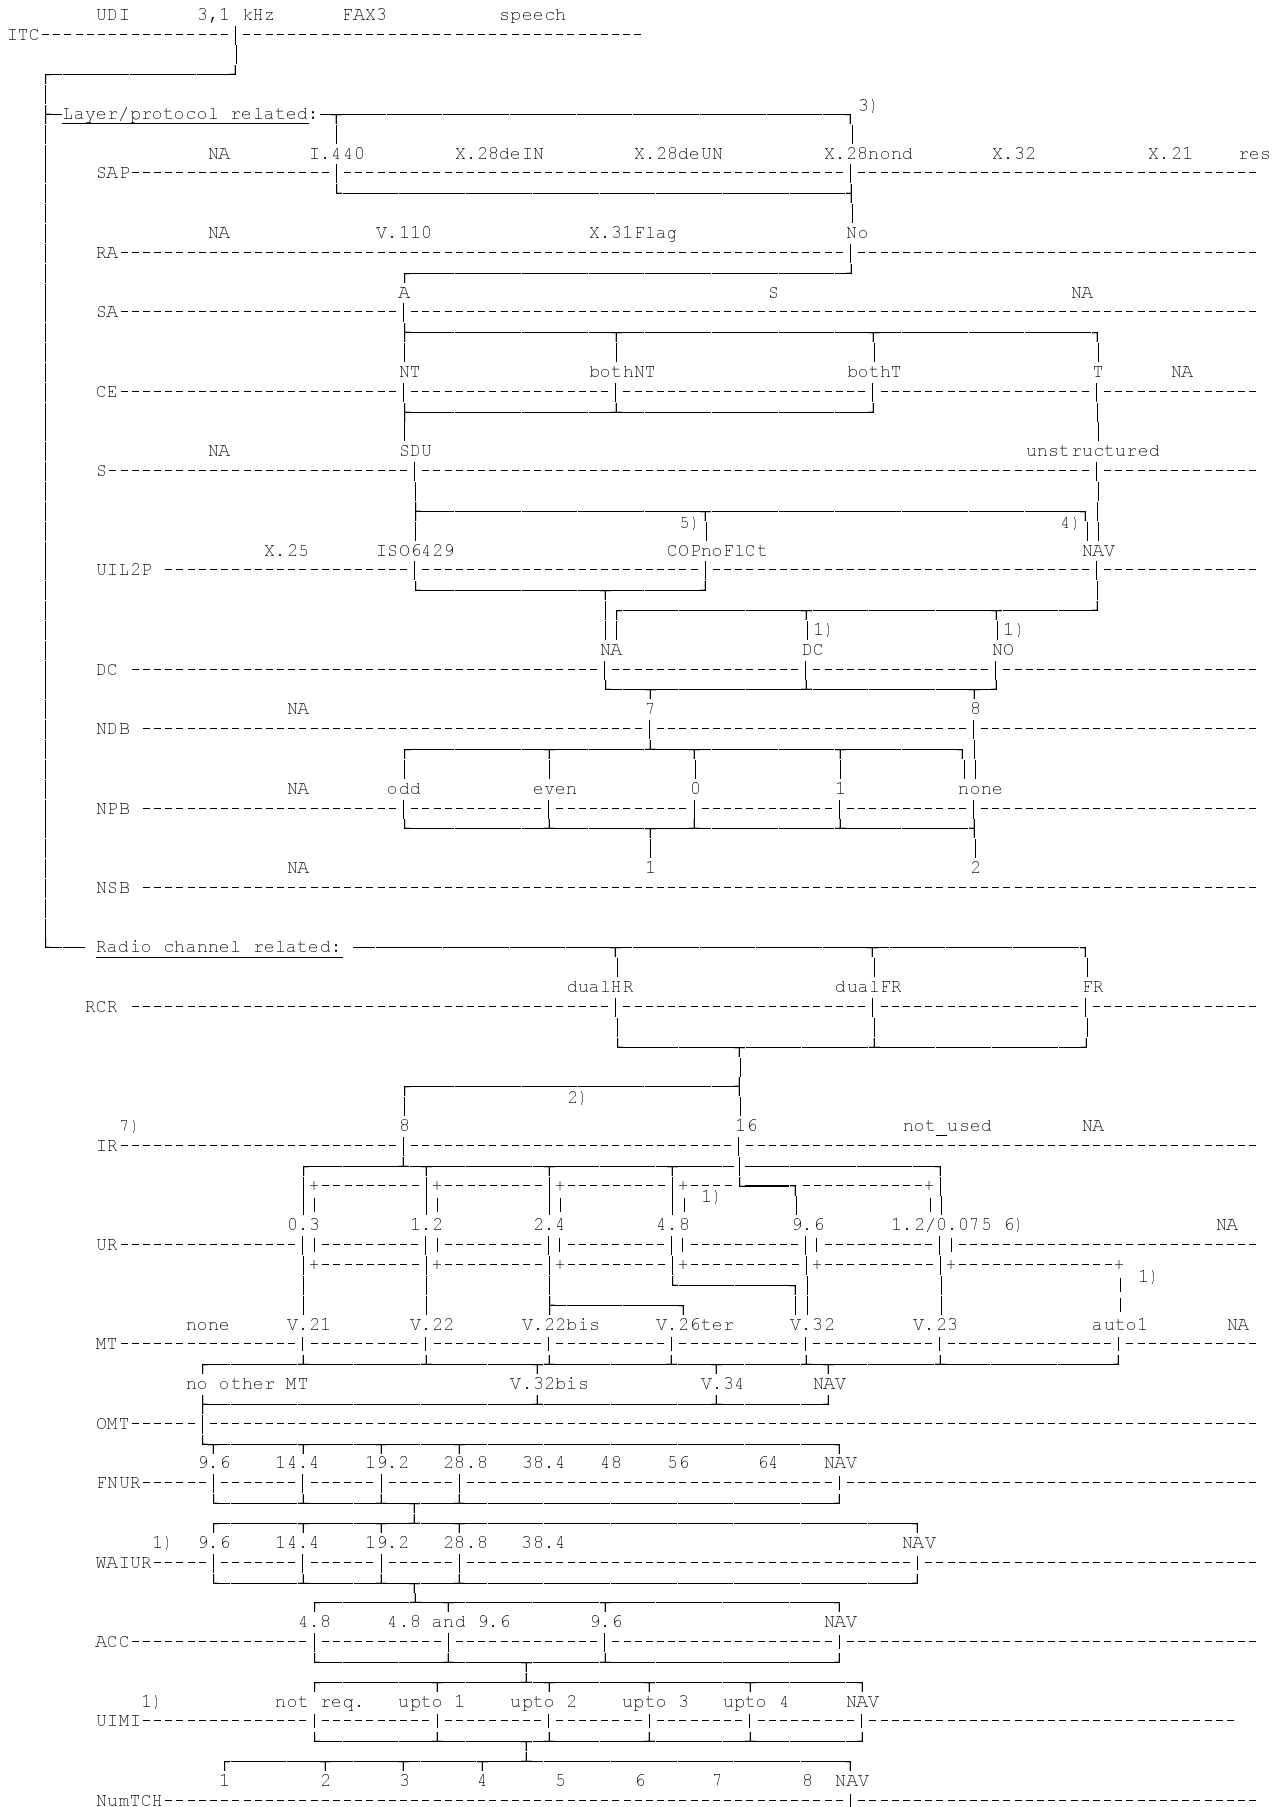 UDI 3,1 kHz FAX3 speech
ITC
Layer/protocol related: 3)
NA I.440 X.28deIN X.28deUN X.28nond X.32 X.21 res
SAP
NA V.110 X.31Flag No
RA
A S NA
SA
NT bothNT bothT T NA
CE
NA SDU unstructured
S
5) 4)
X.25 ISO6429 COPnoFlCt NAV
UIL2P
1) 1)
NA DC NO
DC
NA 7 8
NDB
NA odd even 0 1 none
NPB
NA 1 2
NSB
Radio channel related:
dualHR dualFR FR
RCR
2)
7) 8 16 not_used NA
IR
1)
0.3 1.2 2.4 4.8 9.6 1.2/0.075 6) NA
UR
1)
none V.21 V.22 V.22bis V.26ter V.32 V.23 auto1 NA
MT
no other MT V.32bis V.34 NAV
OMT
9.6 14.4 19.2 28.8 38.4 48 56 64 NAV
FNUR
1) 9.6 14.4 19.2 28.8 38.4 NAV
WAIUR
4.8 4.8 and 9.6 9.6 NAV
ACC
1) not req. upto 1 upto 2 upto 3 upto 4 NAV
UIMI
1 2 3 4 5 6 7 8 NAV
NumTCH